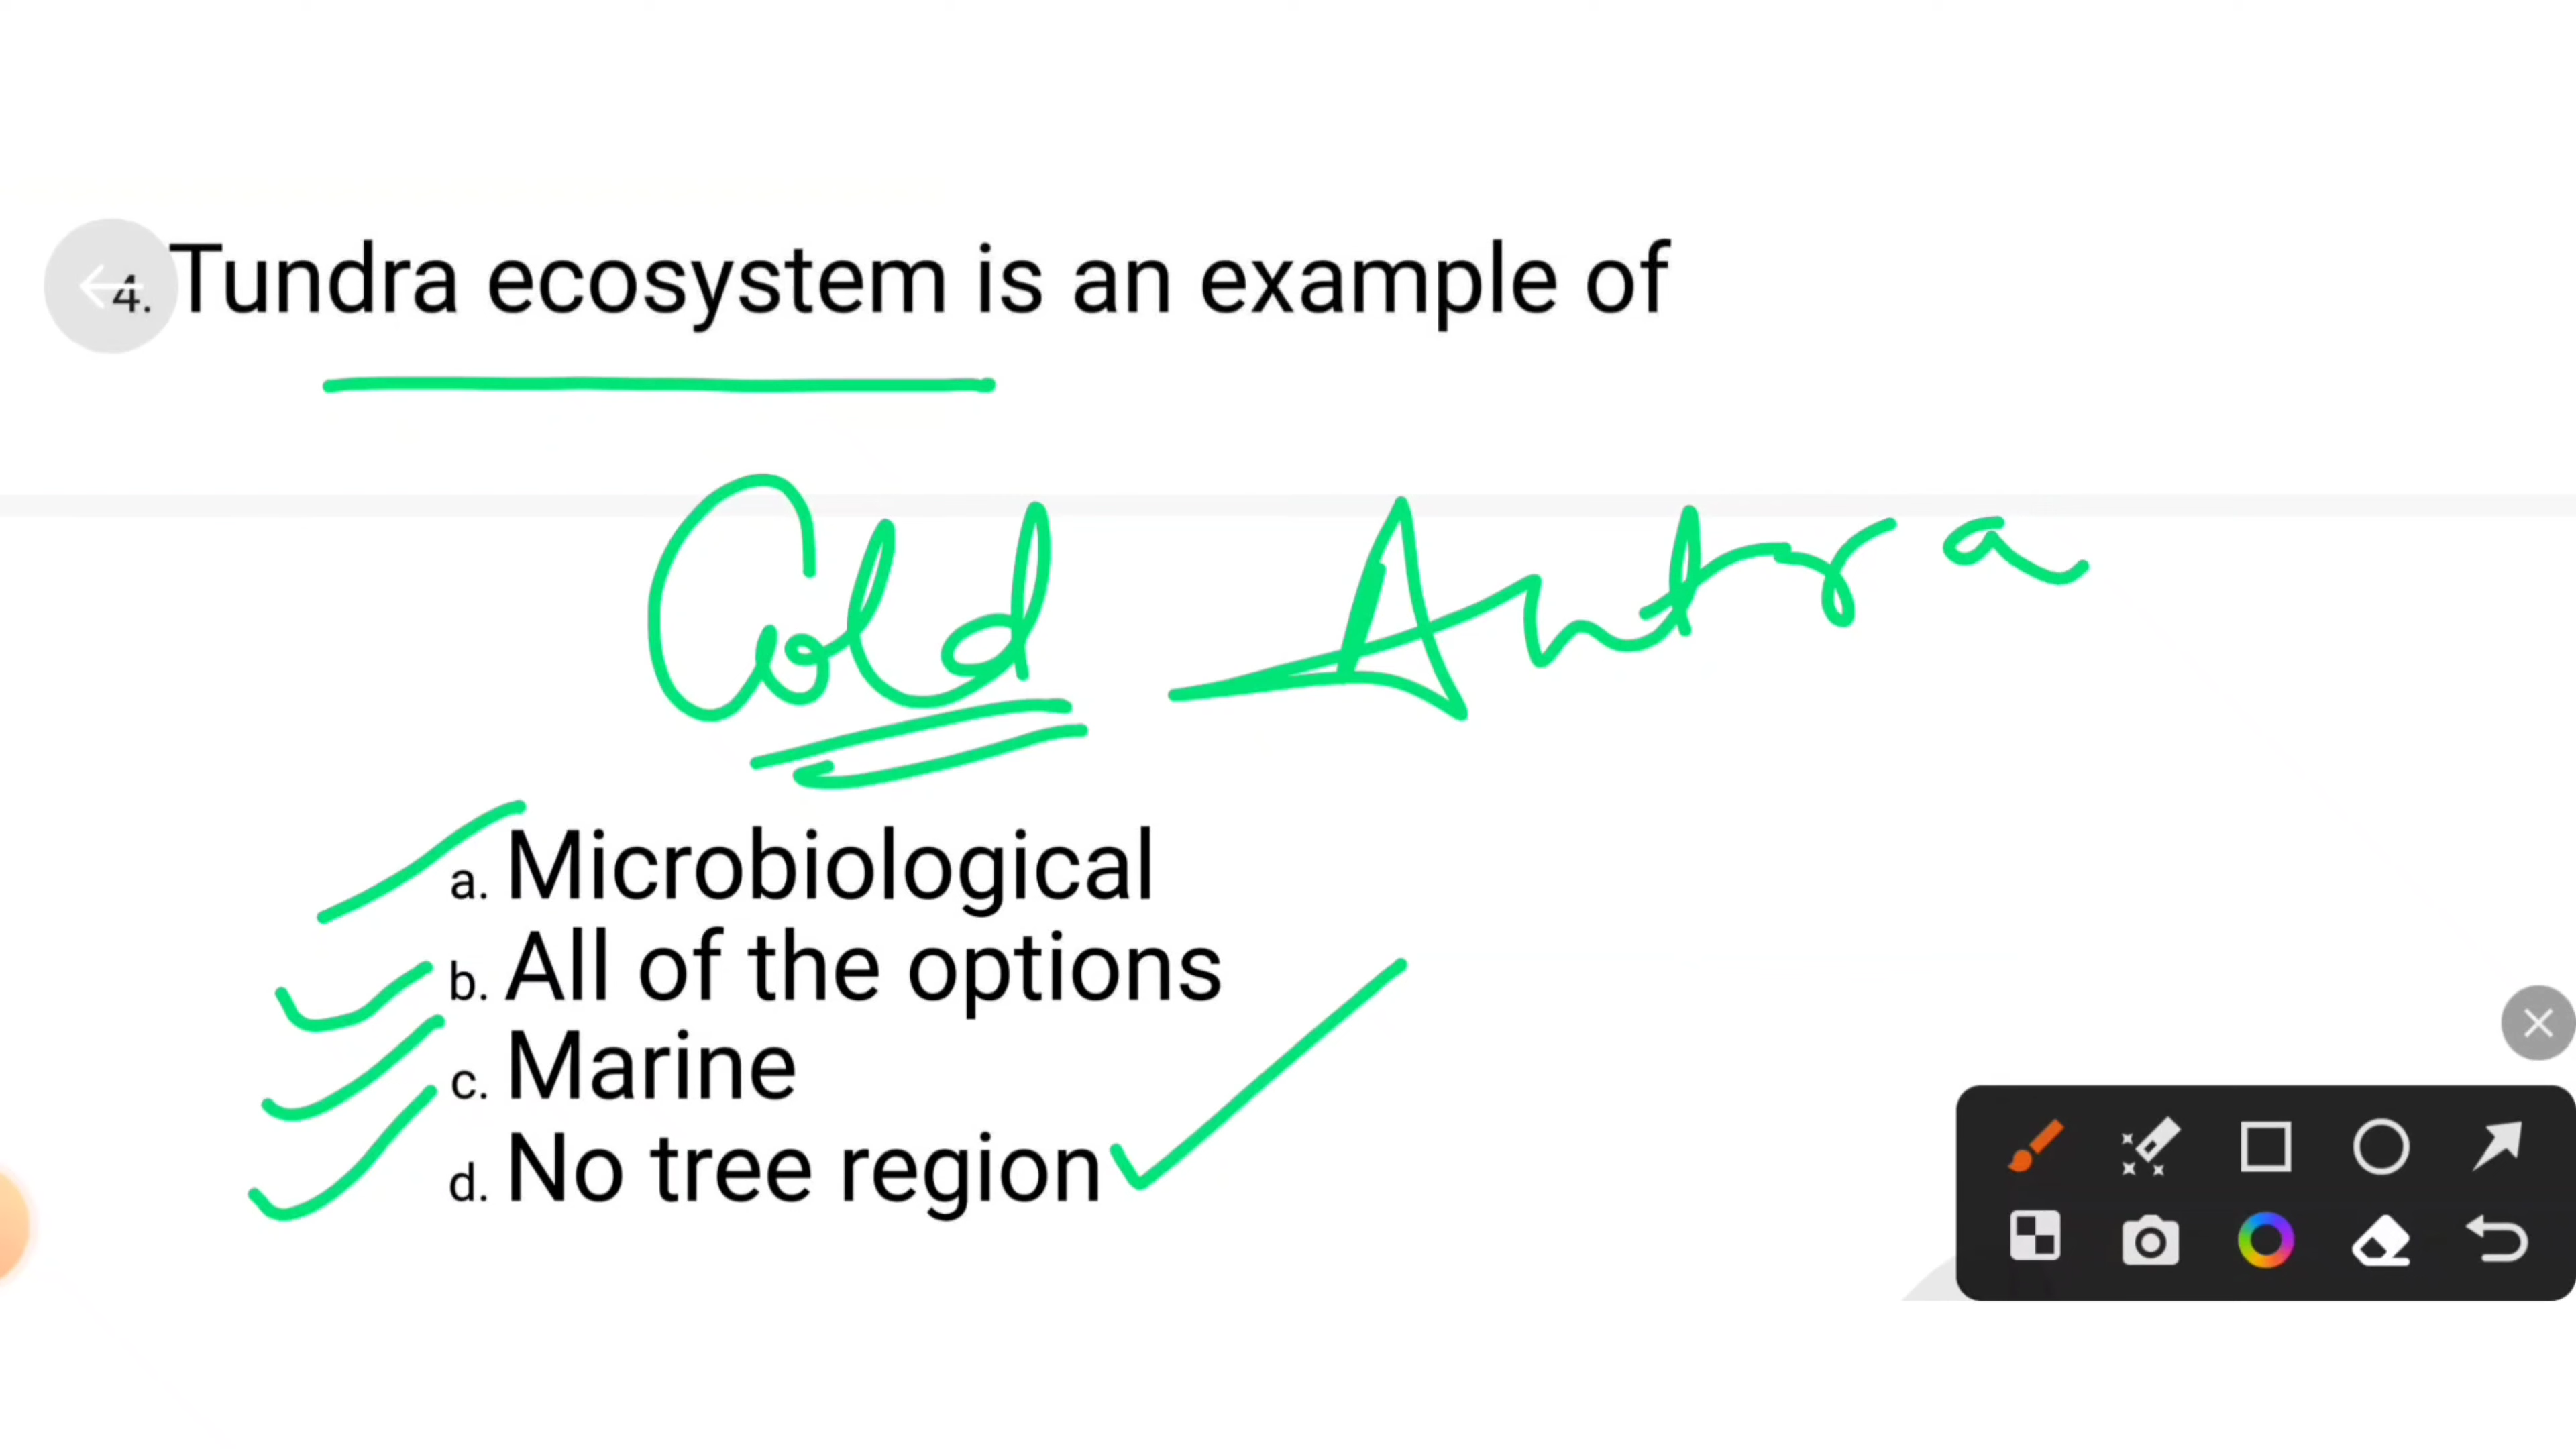 4. Tundra ecosystem is an example of
Cold Antra
a. Microbiological
b. All of the options
c. Marine
d. No tree region